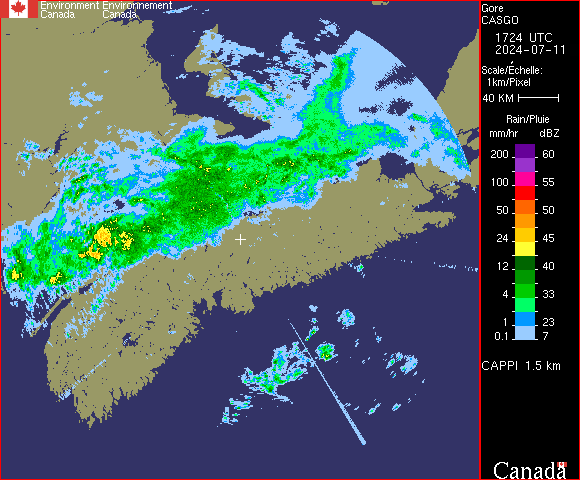 Environment Environnement
Canada Canada
Gore
CASGO
1724 UTC
2024-07-11
Scale/Échelle:
1km/Pixel
40 KM
Rain/Pluie
mm/hr dBZ
200 60
100 55
50 50
24 45
12 40
4 33
1 23
0.1 7
CAPPI 1.5 km
Canada